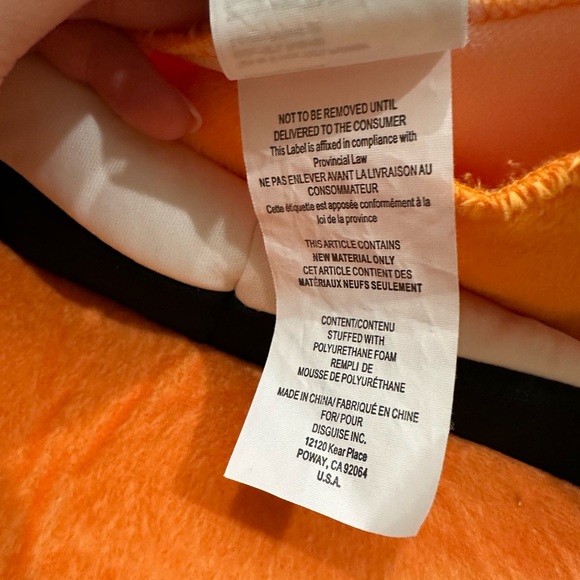 NOT TO BE REMOVED UNTIL
DELIVERED TO THE CONSUMER
This Label is affixed in compliance with
Provincial Law
NE PAS ENLEVER AVANT LA LIVRAISON AU
CONSOMMATEUR
Cette étiquette est apposée conformément à la
loi de la province
THIS ARTICLE CONTAINS
NEW MATERIAL ONLY
CET ARTICLE CONTIENT DES
MATÉRIAUX NEUFS SEULEMENT
CONTENT/CONTENU
STUFFED WITH
POLYURETHANE FOAM
REMPLI DE
MOUSSE DE POLYURÉTHANE
MADE IN CHINA/ FABRIQUÉ EN CHINE
FOR/ POUR
DISGUISE INC.
12120 Kear Place
POWAY, CA 92064
U.S.A.